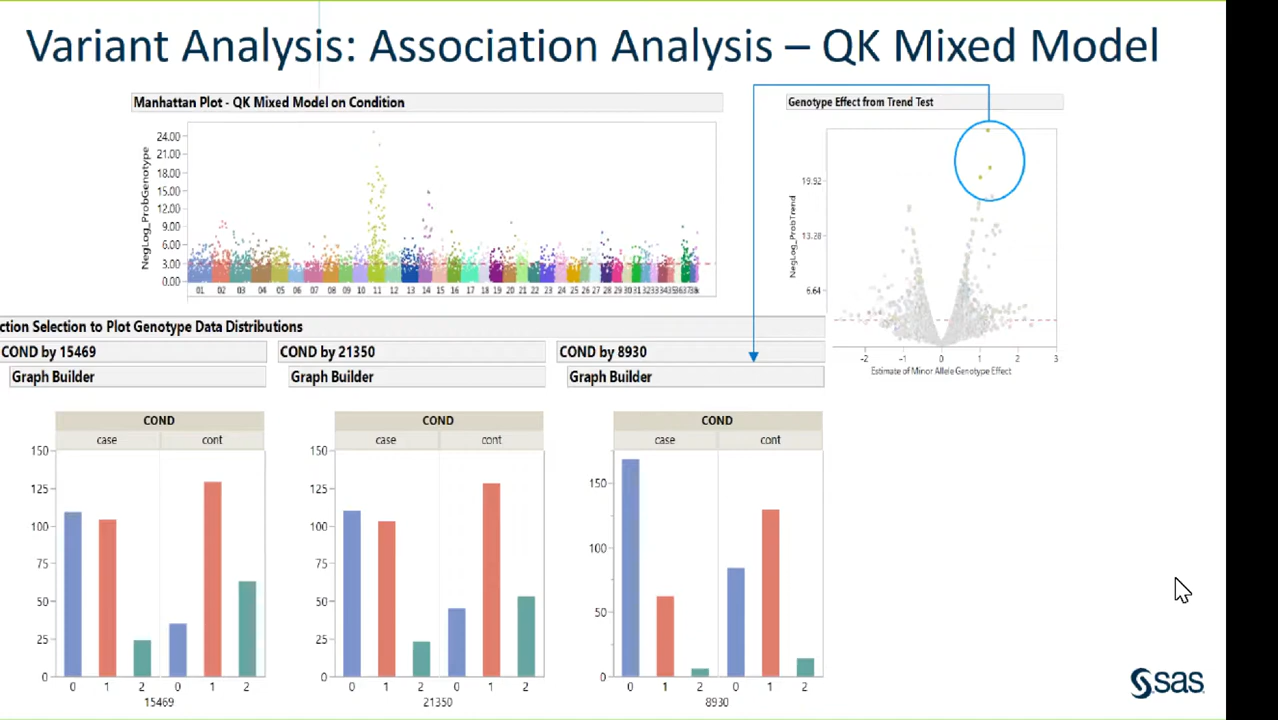 Variant Analysis: Association Analysis – QK Mixed Model
Manhattan Plot - QK Mixed Model on Condition
NegLog_ProbGenotype
24.00
21.00
18.00
15.00
12.00
9.00
6.00
3.00
0.00
01 02 03 04 05 06 07 08 09 10 11 12 13 14 15 16 17 18 19 20 21 22 23 24 25 26 27 28 29 30 31 32 33 34 35 36 37 38
Genotype Effect from Trend Test
NegLog_ProbTrend
19.92
13.28
6.64
-2 -1 0 1 2 3
Estimate of Minor Allele Genotype Effect
ction Selection to Plot Genotype Data Distributions
COND by 15469
Graph Builder
COND
case cont
150
125
100
75
50
25
0
0 1 2 0 1 2
15469
COND by 21350
Graph Builder
COND
case cont
150
125
100
75
50
25
0
0 1 2 0 1 2
21350
COND by 8930
Graph Builder
COND
case cont
150
100
50
0
0 1 2 0 1 2
8930
sas